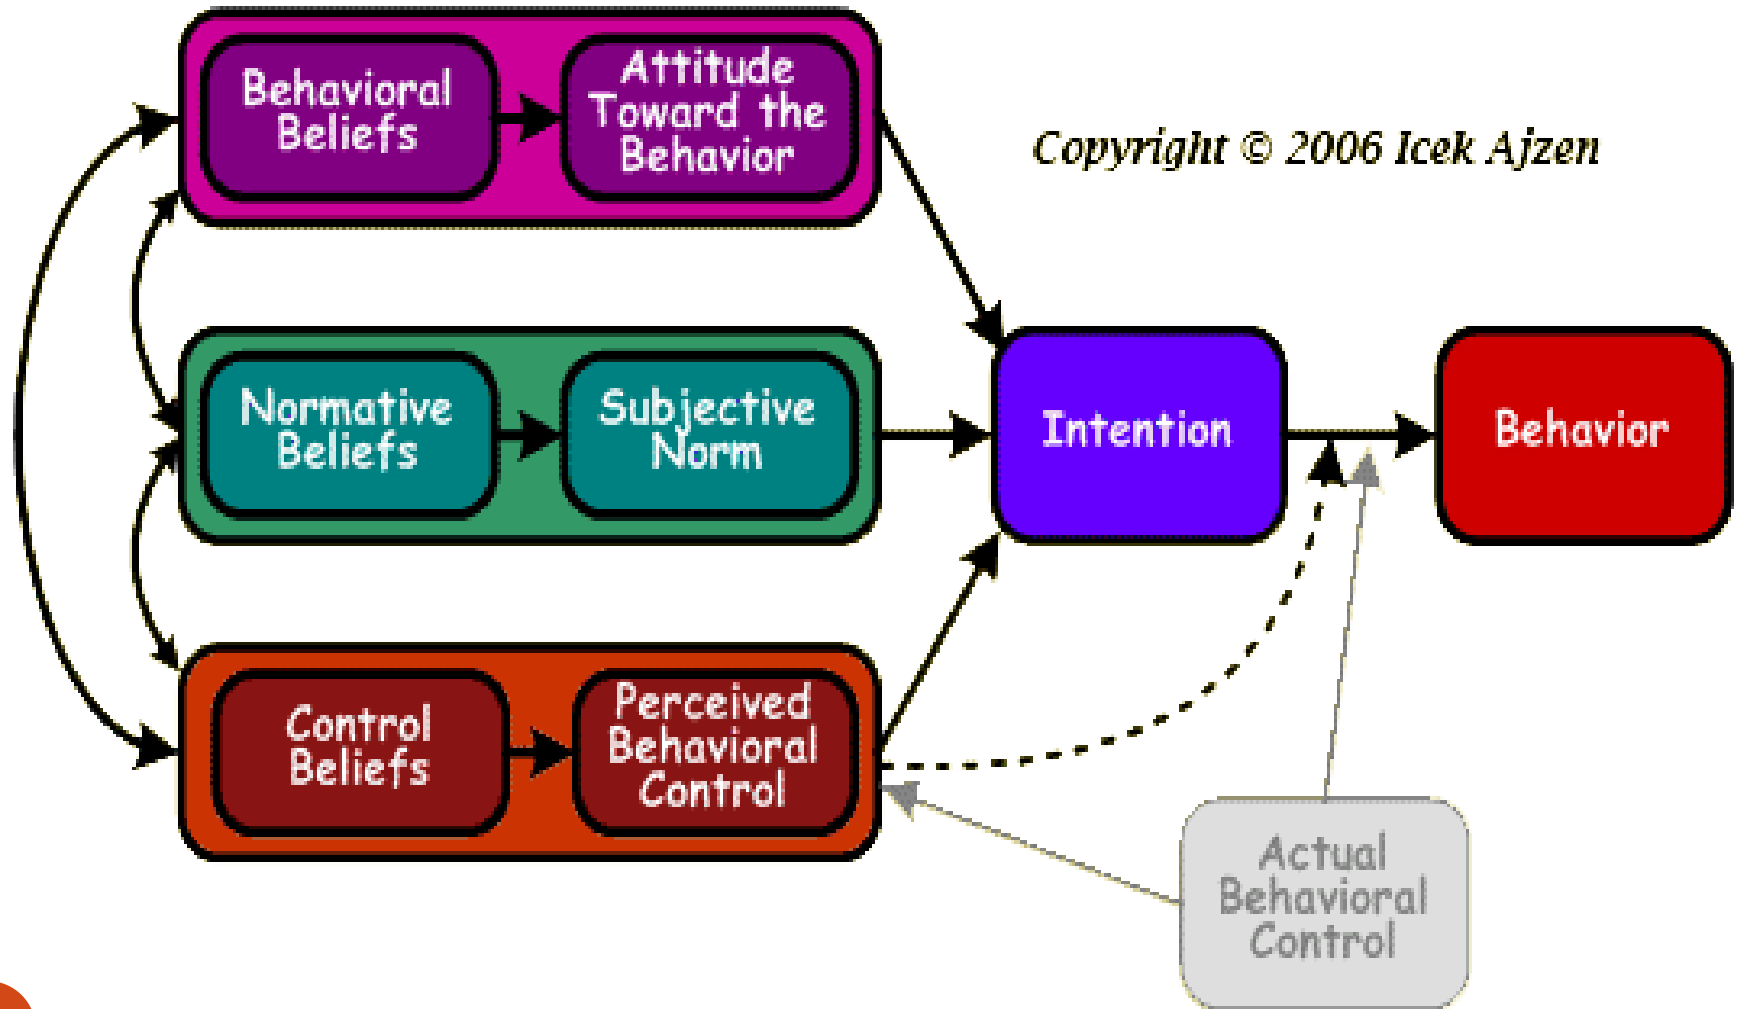 Behavioral
Beliefs
Attitude
Toward the
Behavior
Copyright © 2006 Icek Ajzen
Normative
Beliefs
Subjective
Norm
Intention
Behavior
Control
Beliefs
Perceived
Behavioral
Control
Actual
Behavioral
Control